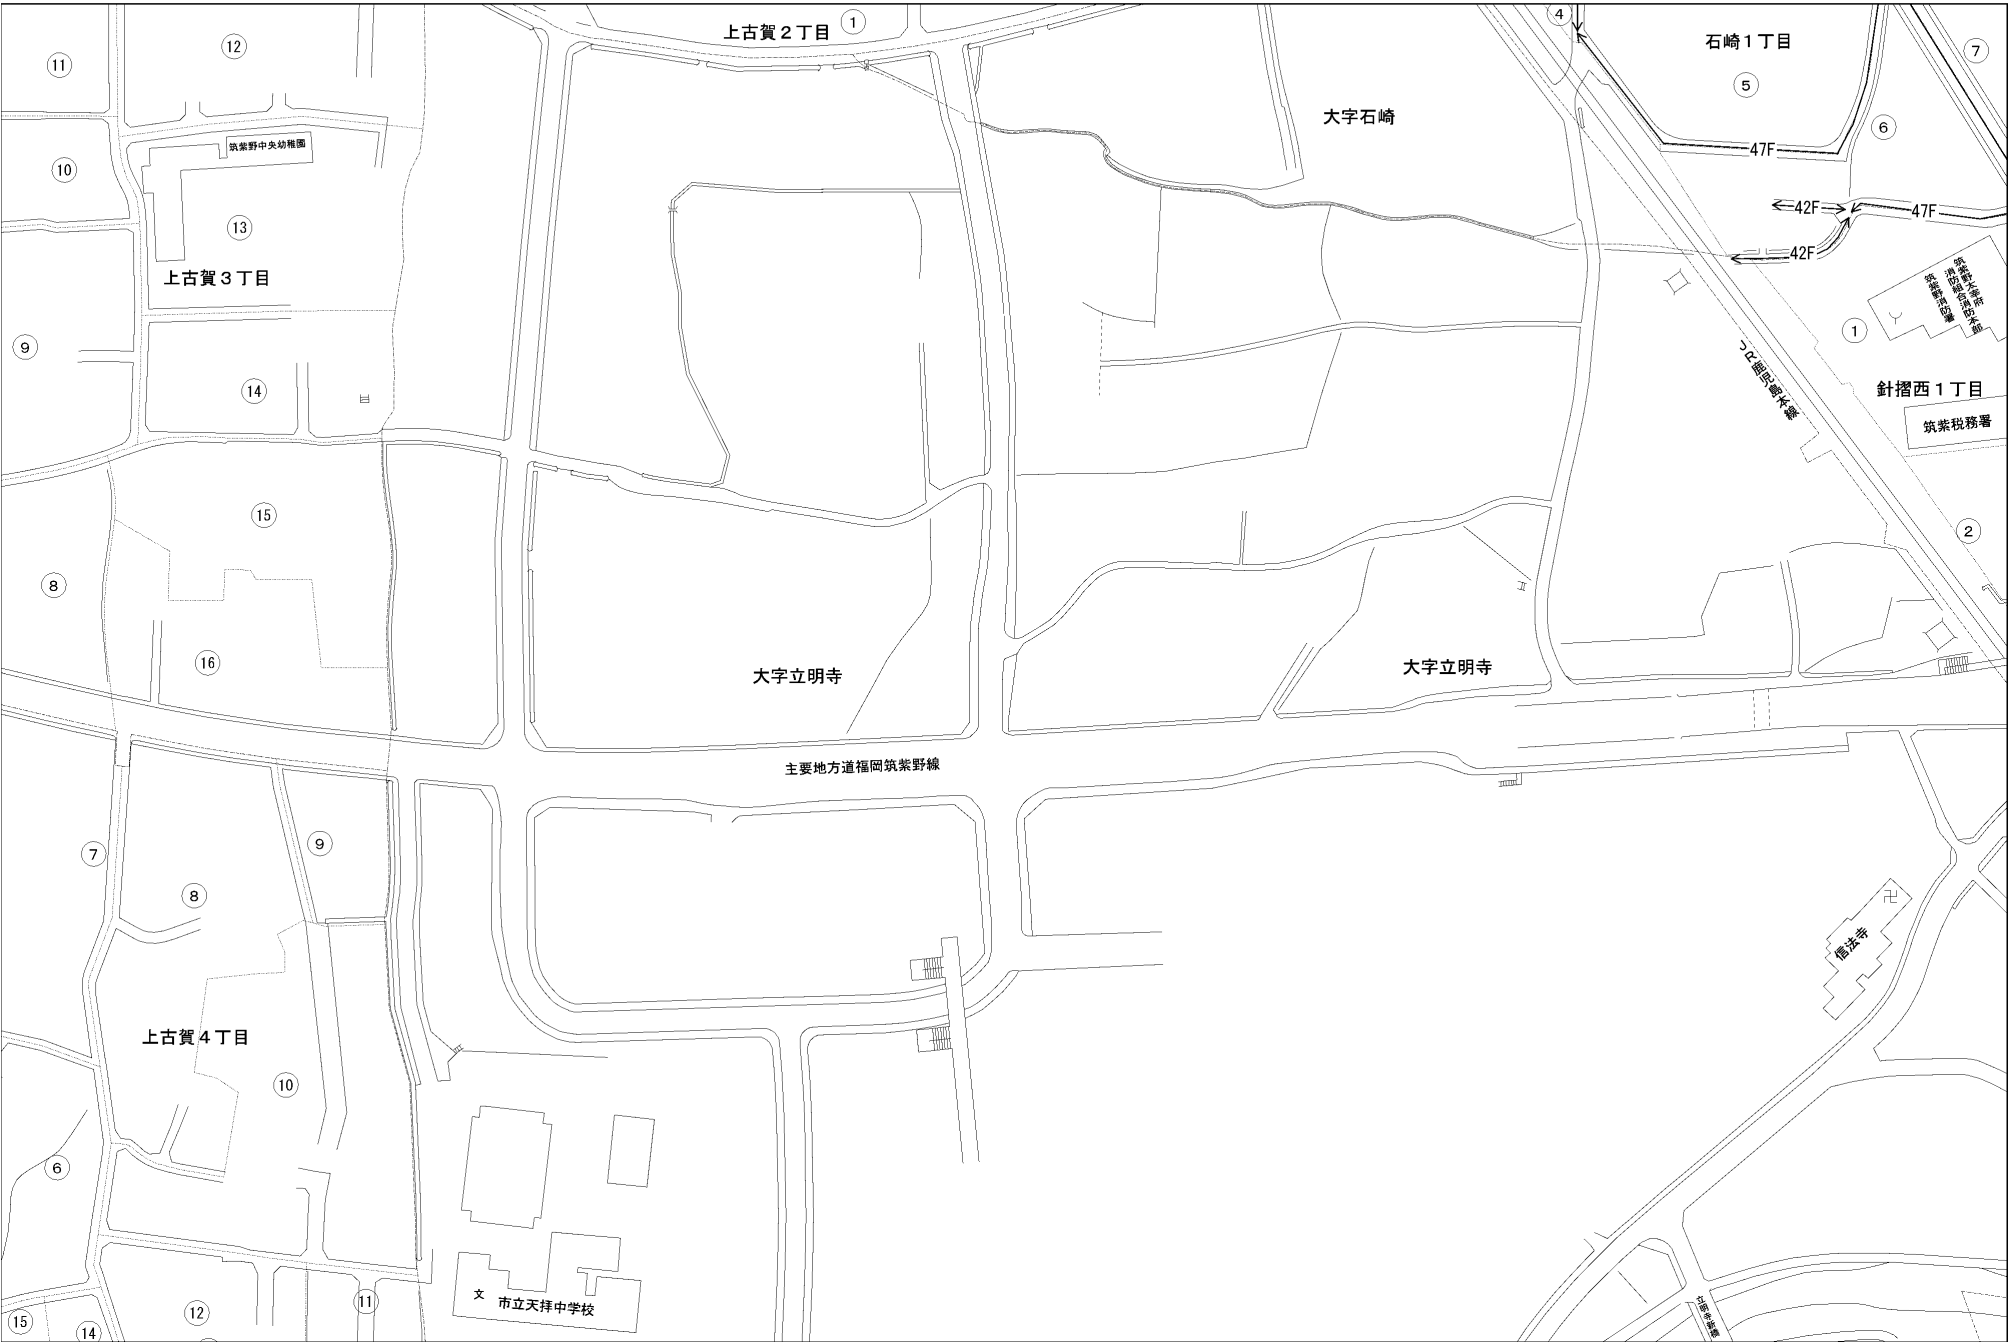 上古賀２丁目
1
4
石崎１丁目
7
12
11
5
大字石崎
6
筑紫野中央幼稚園
47F
10
42F
47F
13
42F
上古賀３丁目
筑紫野太宰府
消防組合消防本部
筑紫野消防署
1
9
ＪＲ鹿児島本線
14
針摺西１丁目
筑紫税務署
15
2
8
16
大字立明寺
大字立明寺
主要地方道福岡筑紫野線
9
7
8
信法寺
上古賀４丁目
10
6
文
市立天拝中学校
11
12
立明寺新橋
15
14